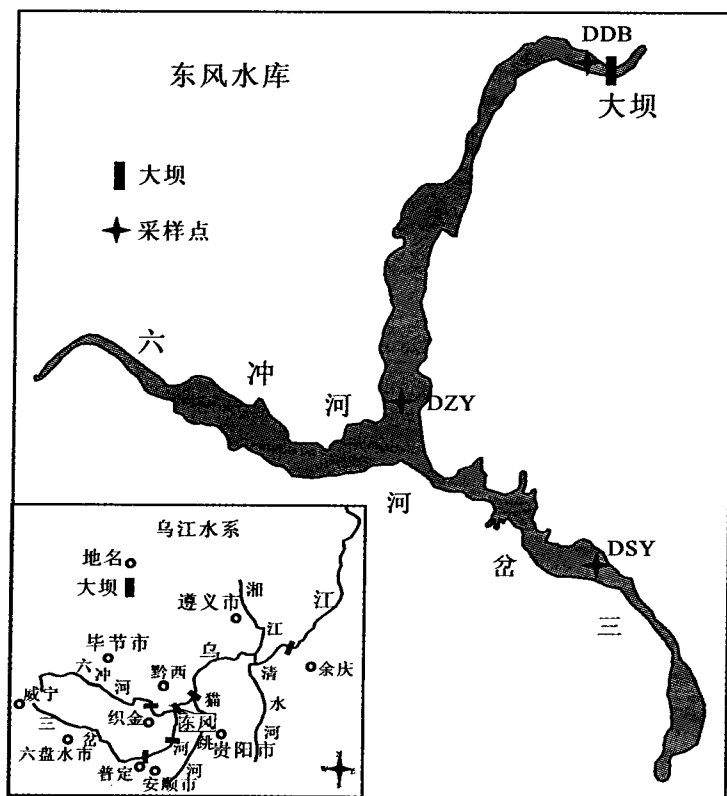 DDB
东风水库
大坝
大坝
采样点
六
冲
河
DZY
河
岔
DSY
三
乌江水系
地名
大坝
湘
江
遵义市
江
乌
毕节市
六
冲
河
黔西
清
水
河
余庆
威宁
猫
跳
河
织金
东风
三
岔
河
贵阳市
六盘水市
普定
安顺市